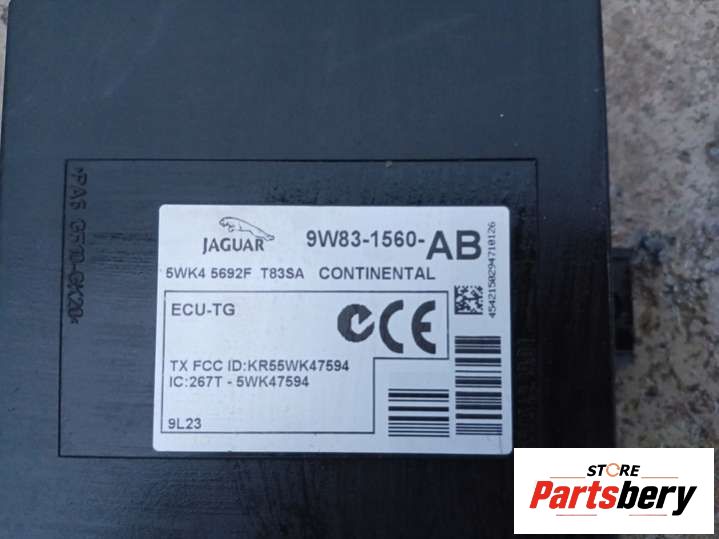 JAGUAR
9W83-1560-AB
5WK4 5692F T83SA CONTINENTAL
ECU-TG
TX FCC ID:KR55WK47594
IC:267T - 5WK47594
9L23
4542150294710126
STORE
Partsbery